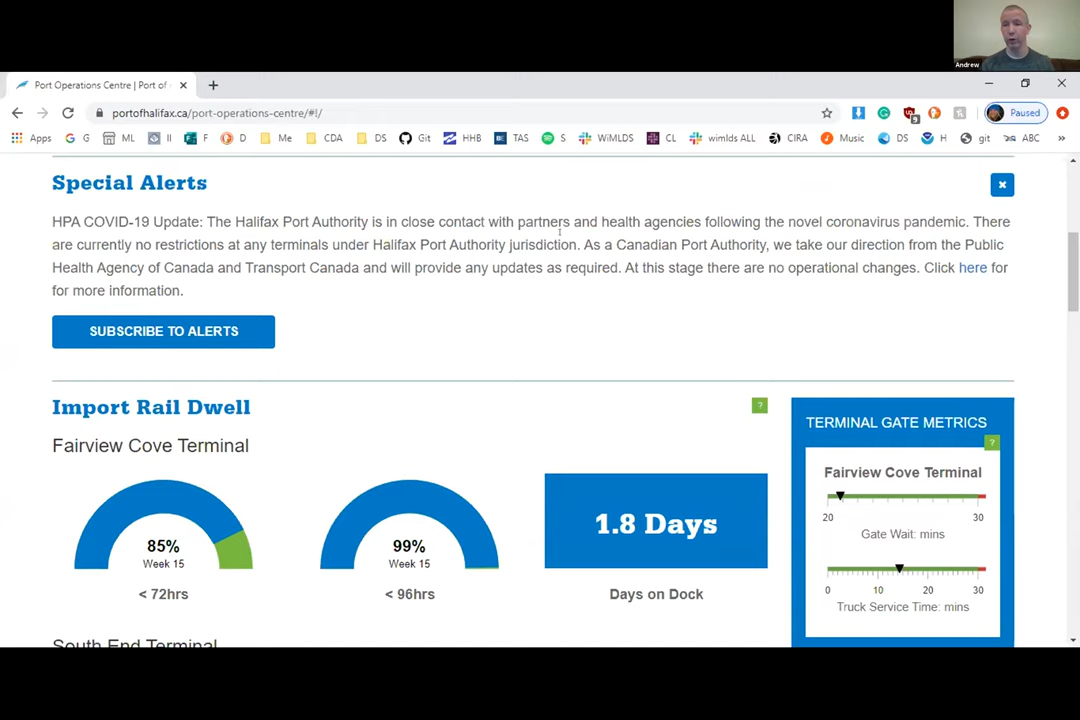 Andrew
Port Operations Centre | Port of
portofhalifax.ca/port-operations-centre/#!/
9
Paused
Apps G G ML II F D Me CDA DS Git HHB TAS S WiMLDS CL wimlds ALL CIRA Music DS H git ABC »
Special Alerts
HPA COVID-19 Update: The Halifax Port Authority is in close contact with partners and health agencies following the novel coronavirus pandemic. There
are currently no restrictions at any terminals under Halifax Port Authority jurisdiction. As a Canadian Port Authority, we take our direction from the Public
Health Agency of Canada and Transport Canada and will provide any updates as required. At this stage there are no operational changes. Click here for
for more information.
SUBSCRIBE TO ALERTS
Import Rail Dwell
?
Fairview Cove Terminal
85%
Week 15
< 72hrs
99%
Week 15
< 96hrs
1.8 Days
Days on Dock
TERMINAL GATE METRICS
?
Fairview Cove Terminal
20 30
Gate Wait: mins
0 10 20 30
Truck Service Time: mins
South End Terminal